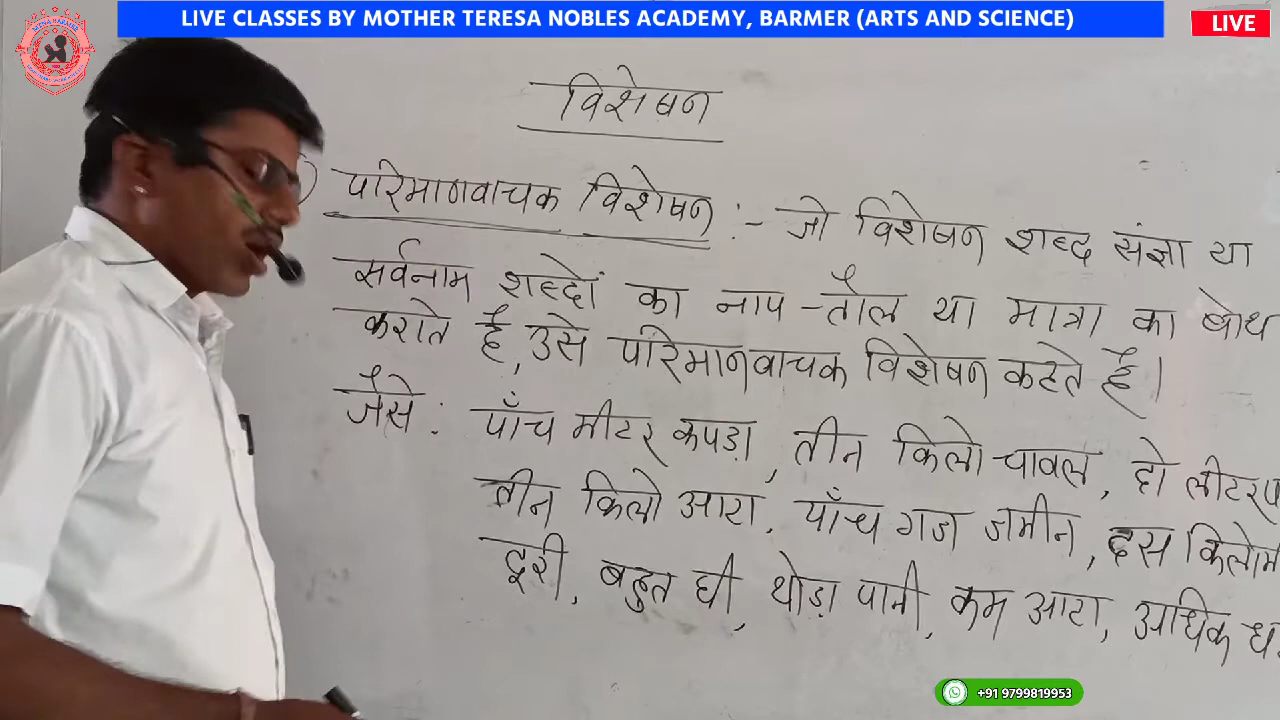 LIVE CLASSES BY MOTHER TERESA NOBLES ACADEMY, BARMER (ARTS AND SCIENCE)
LIVE
विशेषण
परिमाणवाचक विशेषण :- जो विशेषण शब्द संज्ञा या
सर्वनाम शब्दों का नाप-तौल या मात्रा का बोध
कराते है, उसे परिमाणवाचक विशेषण कहते है।
जैसे : पाँच मीटर कपड़ा, तीन किलो चावल, दो लीटर
तीन किलो आटा, पाँच गज जमीन, दस
दूरी, बहुत घी, थोड़ा पानी, कम आटा, अधिक
+91 9799819953